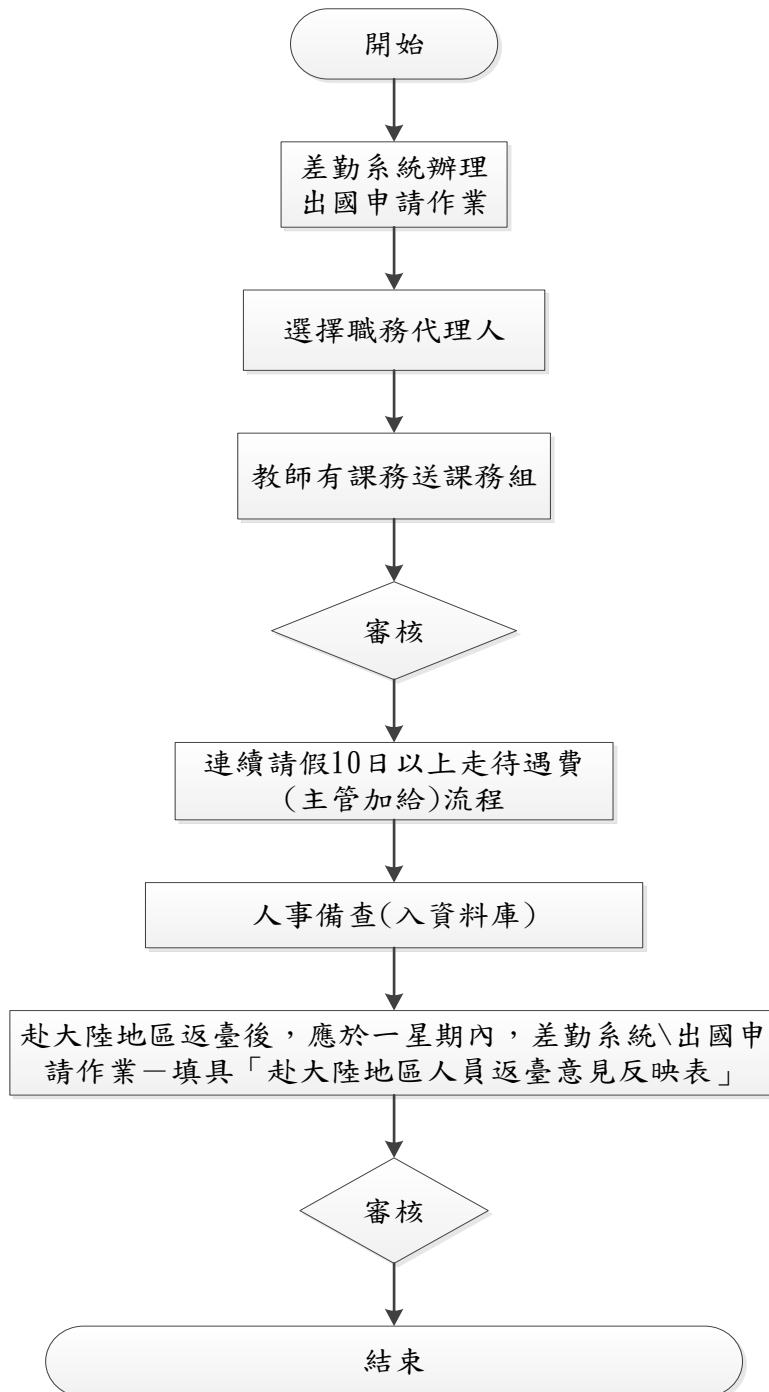 開始
差勤系統辦理
出國申請作業
選擇職務代理人
教師有課務送課務組
審核
連續請假10日以上走待遇費
(主管加給)流程
人事備查(入資料庫)
赴大陸地區返臺後，應於一星期內，差勤系統\出國申
請作業－填具「赴大陸地區人員返臺意見反映表」
審核
結束